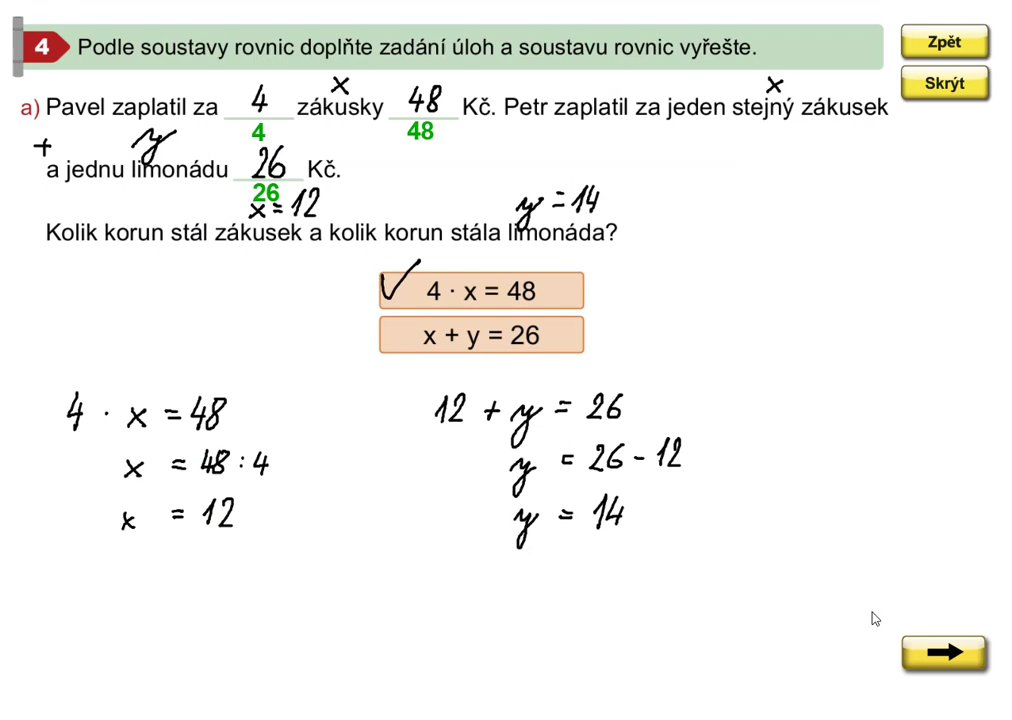 4 Podle soustavy rovnic doplňte zadání úloh a soustavu rovnic vyřešte.
Zpět
Skrýt
x x
a) Pavel zaplatil za 4 zákusky 48 Kč. Petr zaplatil za jeden stejný zákusek
4 48
+ y
a jednu limonádu 26 Kč.
26
x = 12 y = 14
Kolik korun stál zákusek a kolik korun stála limonáda?
4 · x = 48
x + y = 26
4 · x = 48
x = 48 : 4
x = 12
12 + y = 26
y = 26 - 12
y = 14